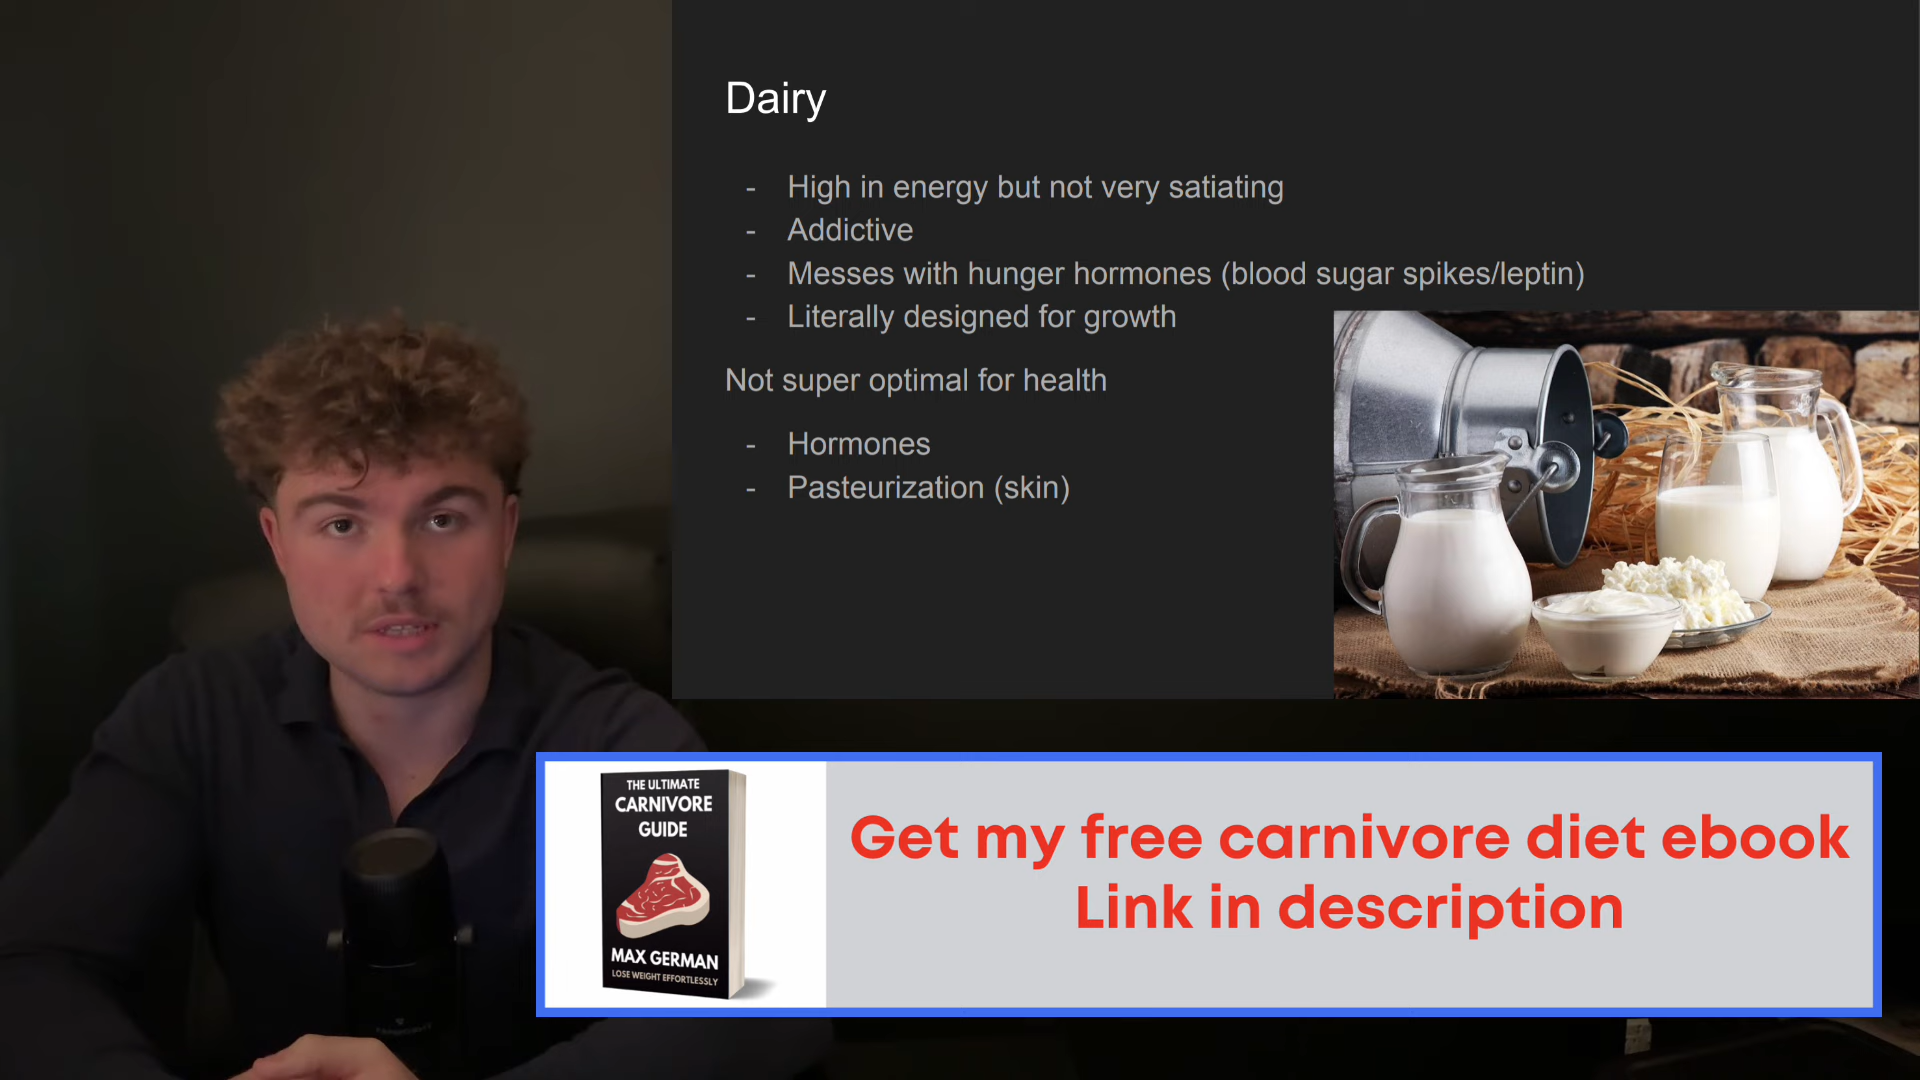 Dairy
- High in energy but not very satiating
- Addictive
- Messes with hunger hormones (blood sugar spikes/leptin)
- Literally designed for growth
Not super optimal for health
- Hormones
- Pasteurization (skin)
THE ULTIMATE
CARNIVORE
GUIDE
MAX GERMAN
LOSE WEIGHT EFFORTLESSLY
Get my free carnivore diet ebook
Link in description